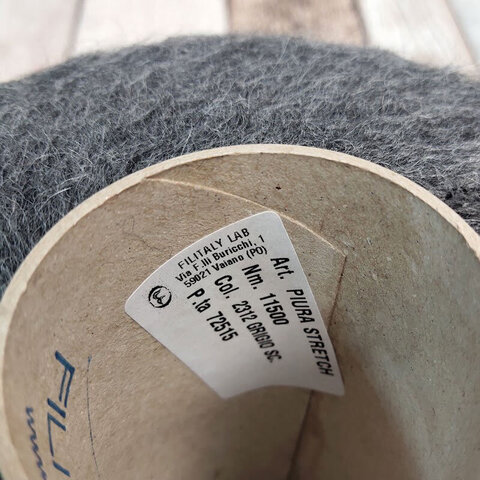 FILITALY LAB
Via F.lli Buricchi, 1
59021 Vaiano (PO)
Art. PIURA STRETCH
Nm. 11500
Col. 2312 GRIGIO SC.
P.ta 72515
FILI
www